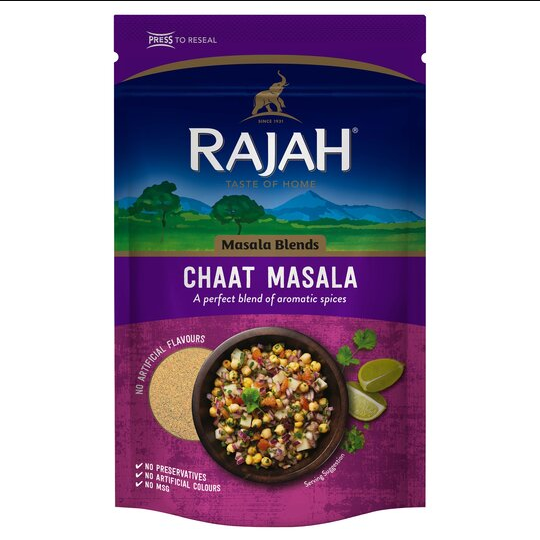 PRESS TO RESEAL
SINCE 1931
RAJAH®
TASTE OF HOME
Masala Blends
CHAAT MASALA
A perfect blend of aromatic spices
NO ARTIFICIAL FLAVOURS
✓ NO PRESERVATIVES
✓ NO ARTIFICIAL COLOURS
✓ NO MSG
Serving Suggestion